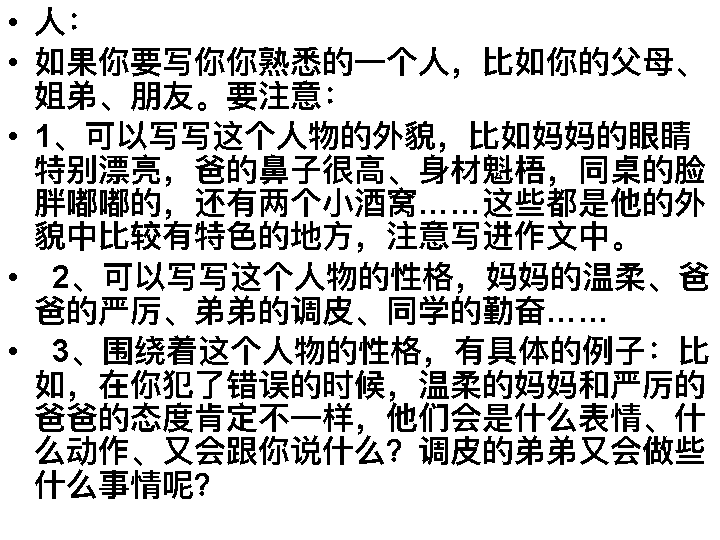 • 人：
• 如果你要写你你熟悉的一个人，比如你的父母、
姐弟、朋友。要注意：
• 1、可以写写这个人物的外貌，比如妈妈的眼睛
特别漂亮，爸的鼻子很高、身材魁梧，同桌的脸
胖嘟嘟的，还有两个小酒窝……这些都是他的外
貌中比较有特色的地方，注意写进作文中。
• 2、可以写写这个人物的性格，妈妈的温柔、爸
爸的严厉、弟弟的调皮、同学的勤奋……
• 3、围绕着这个人物的性格，有具体的例子：比
如，在你犯了错误的时候，温柔的妈妈和严厉的
爸爸的态度肯定不一样，他们会是什么表情、什
么动作、又会跟你说什么？调皮的弟弟又会做些
什么事情呢？